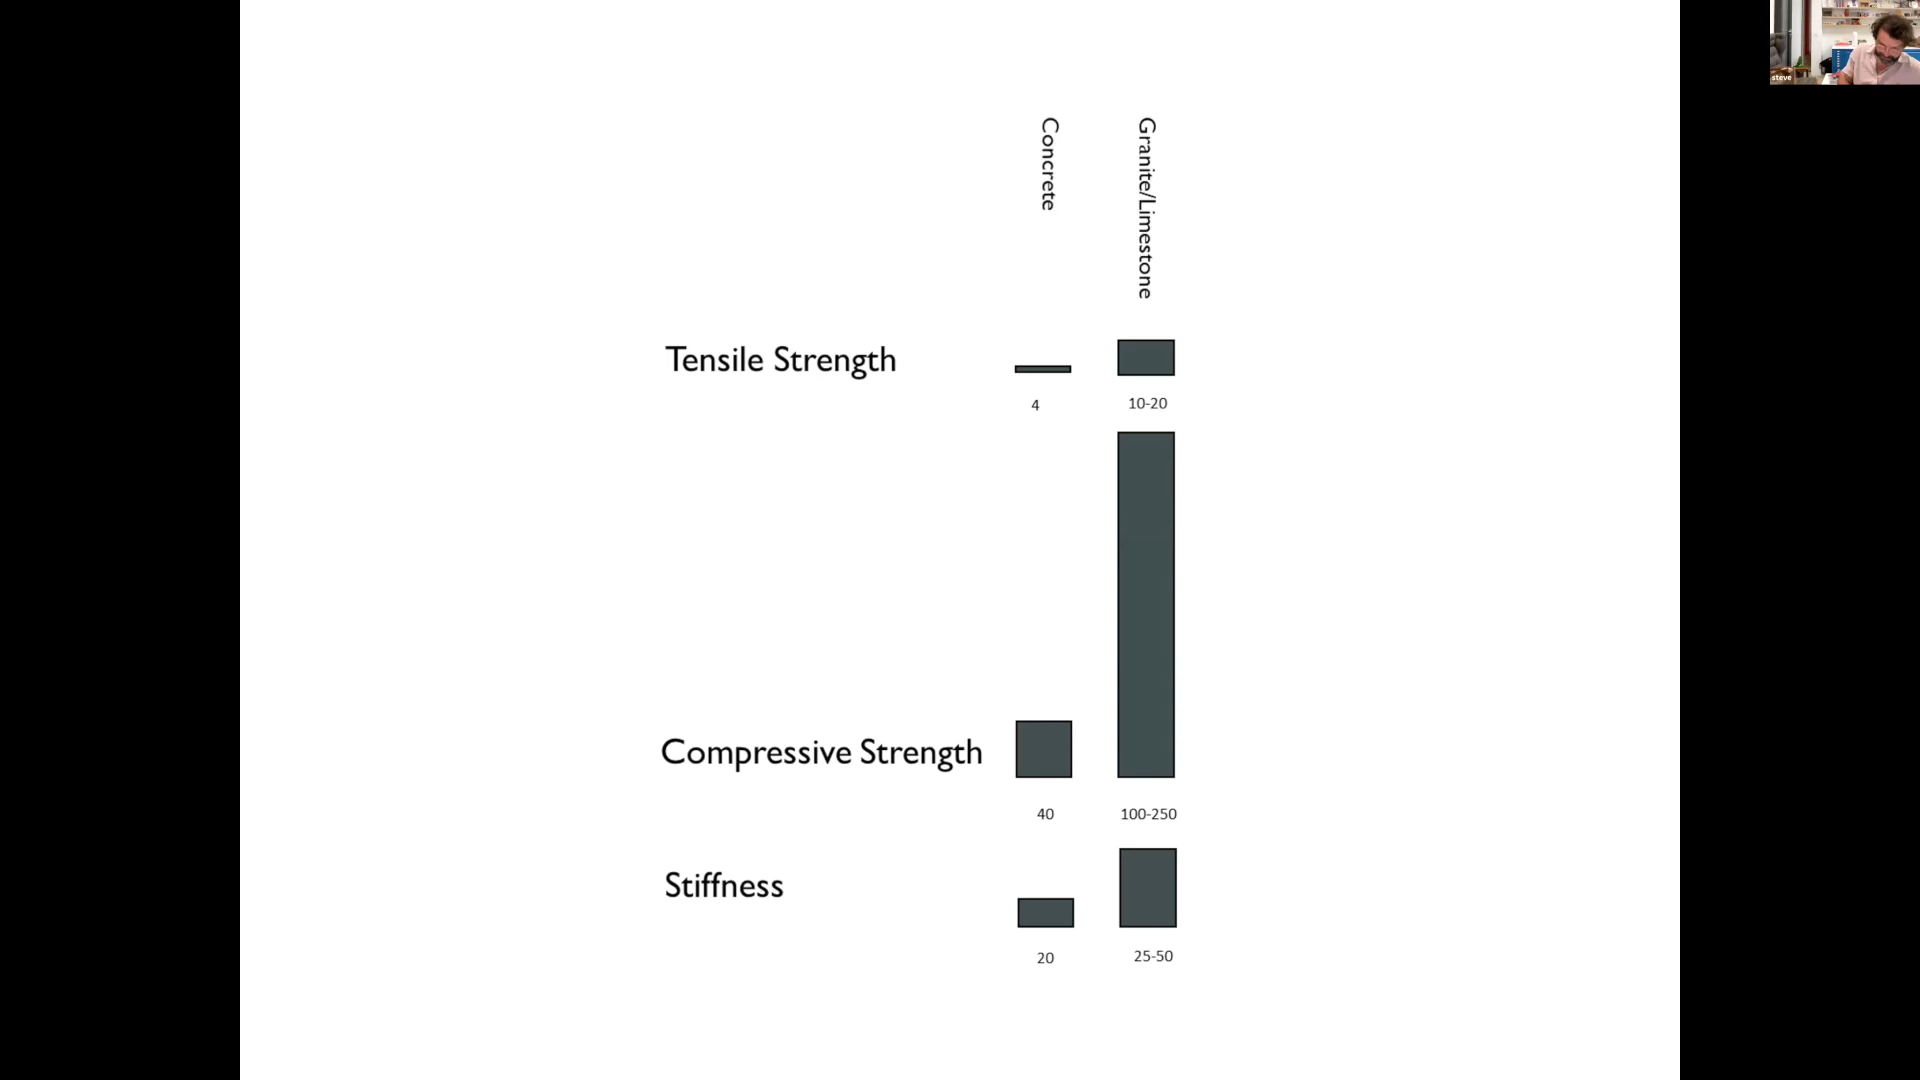 steve
Concrete
Granite/Limestone
Tensile Strength
4
10-20
Compressive Strength
40
100-250
Stiffness
20
25-50